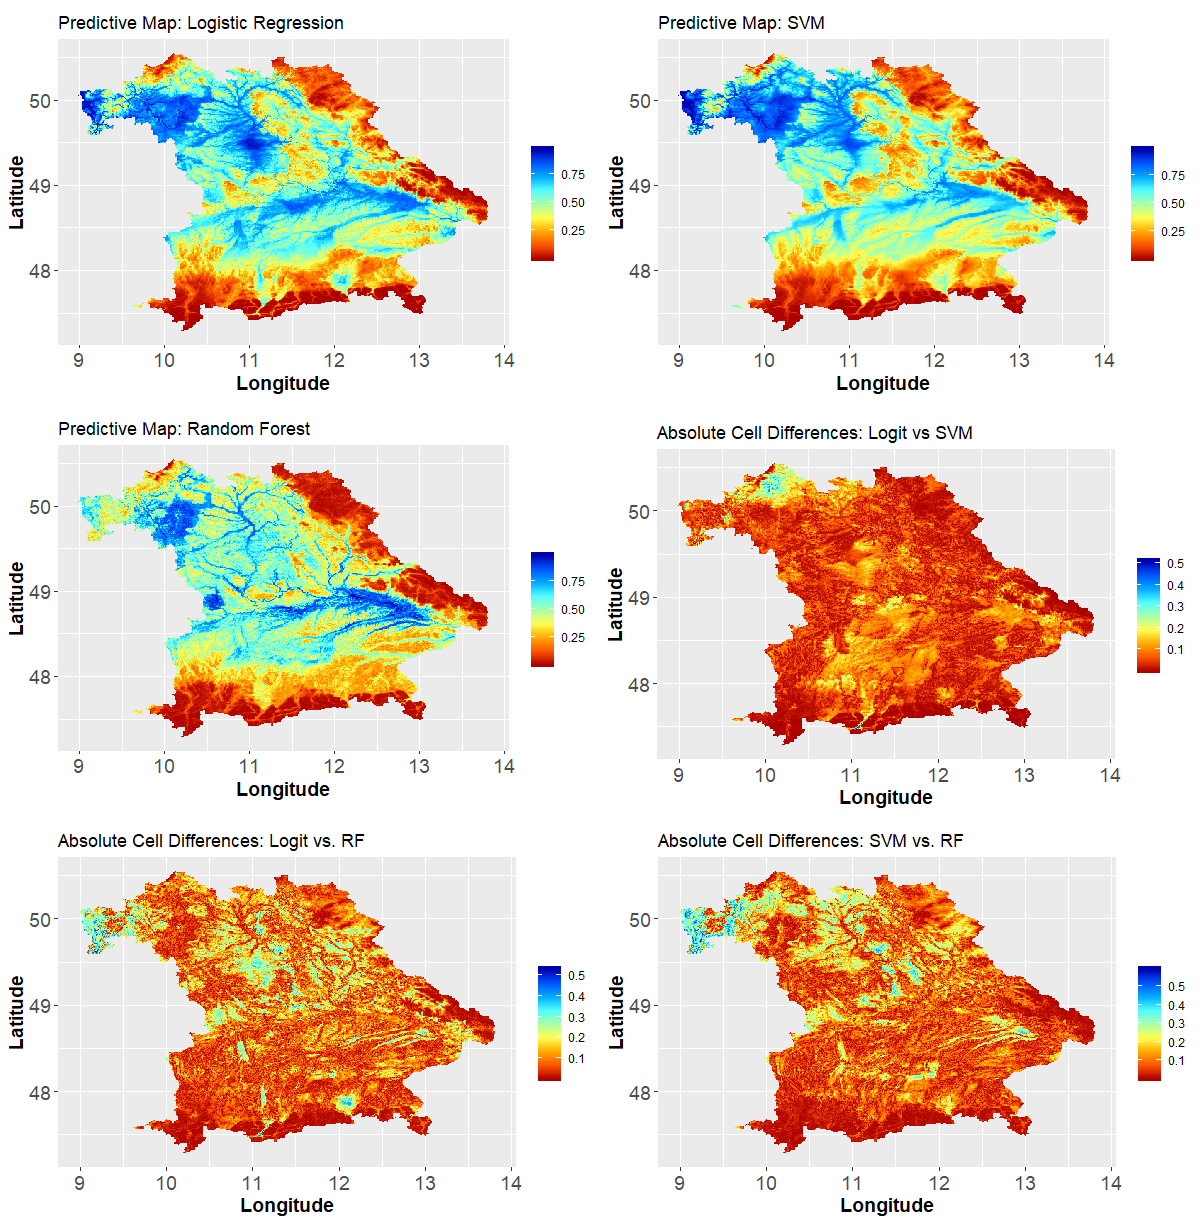 Predictive Map: Logistic Regression
Latitude
50
49
48
9 10 11 12 13 14
Longitude
0.75
0.50
0.25
Predictive Map: SVM
Latitude
50
49
48
9 10 11 12 13 14
Longitude
0.75
0.50
0.25
Predictive Map: Random Forest
Latitude
50
49
48
9 10 11 12 13 14
Longitude
0.75
0.50
0.25
Absolute Cell Differences: Logit vs SVM
Latitude
50
49
48
9 10 11 12 13 14
Longitude
0.5
0.4
0.3
0.2
0.1
Absolute Cell Differences: Logit vs. RF
Latitude
50
49
48
9 10 11 12 13 14
Longitude
0.5
0.4
0.3
0.2
0.1
Absolute Cell Differences: SVM vs. RF
Latitude
50
49
48
9 10 11 12 13 14
Longitude
0.5
0.4
0.3
0.2
0.1